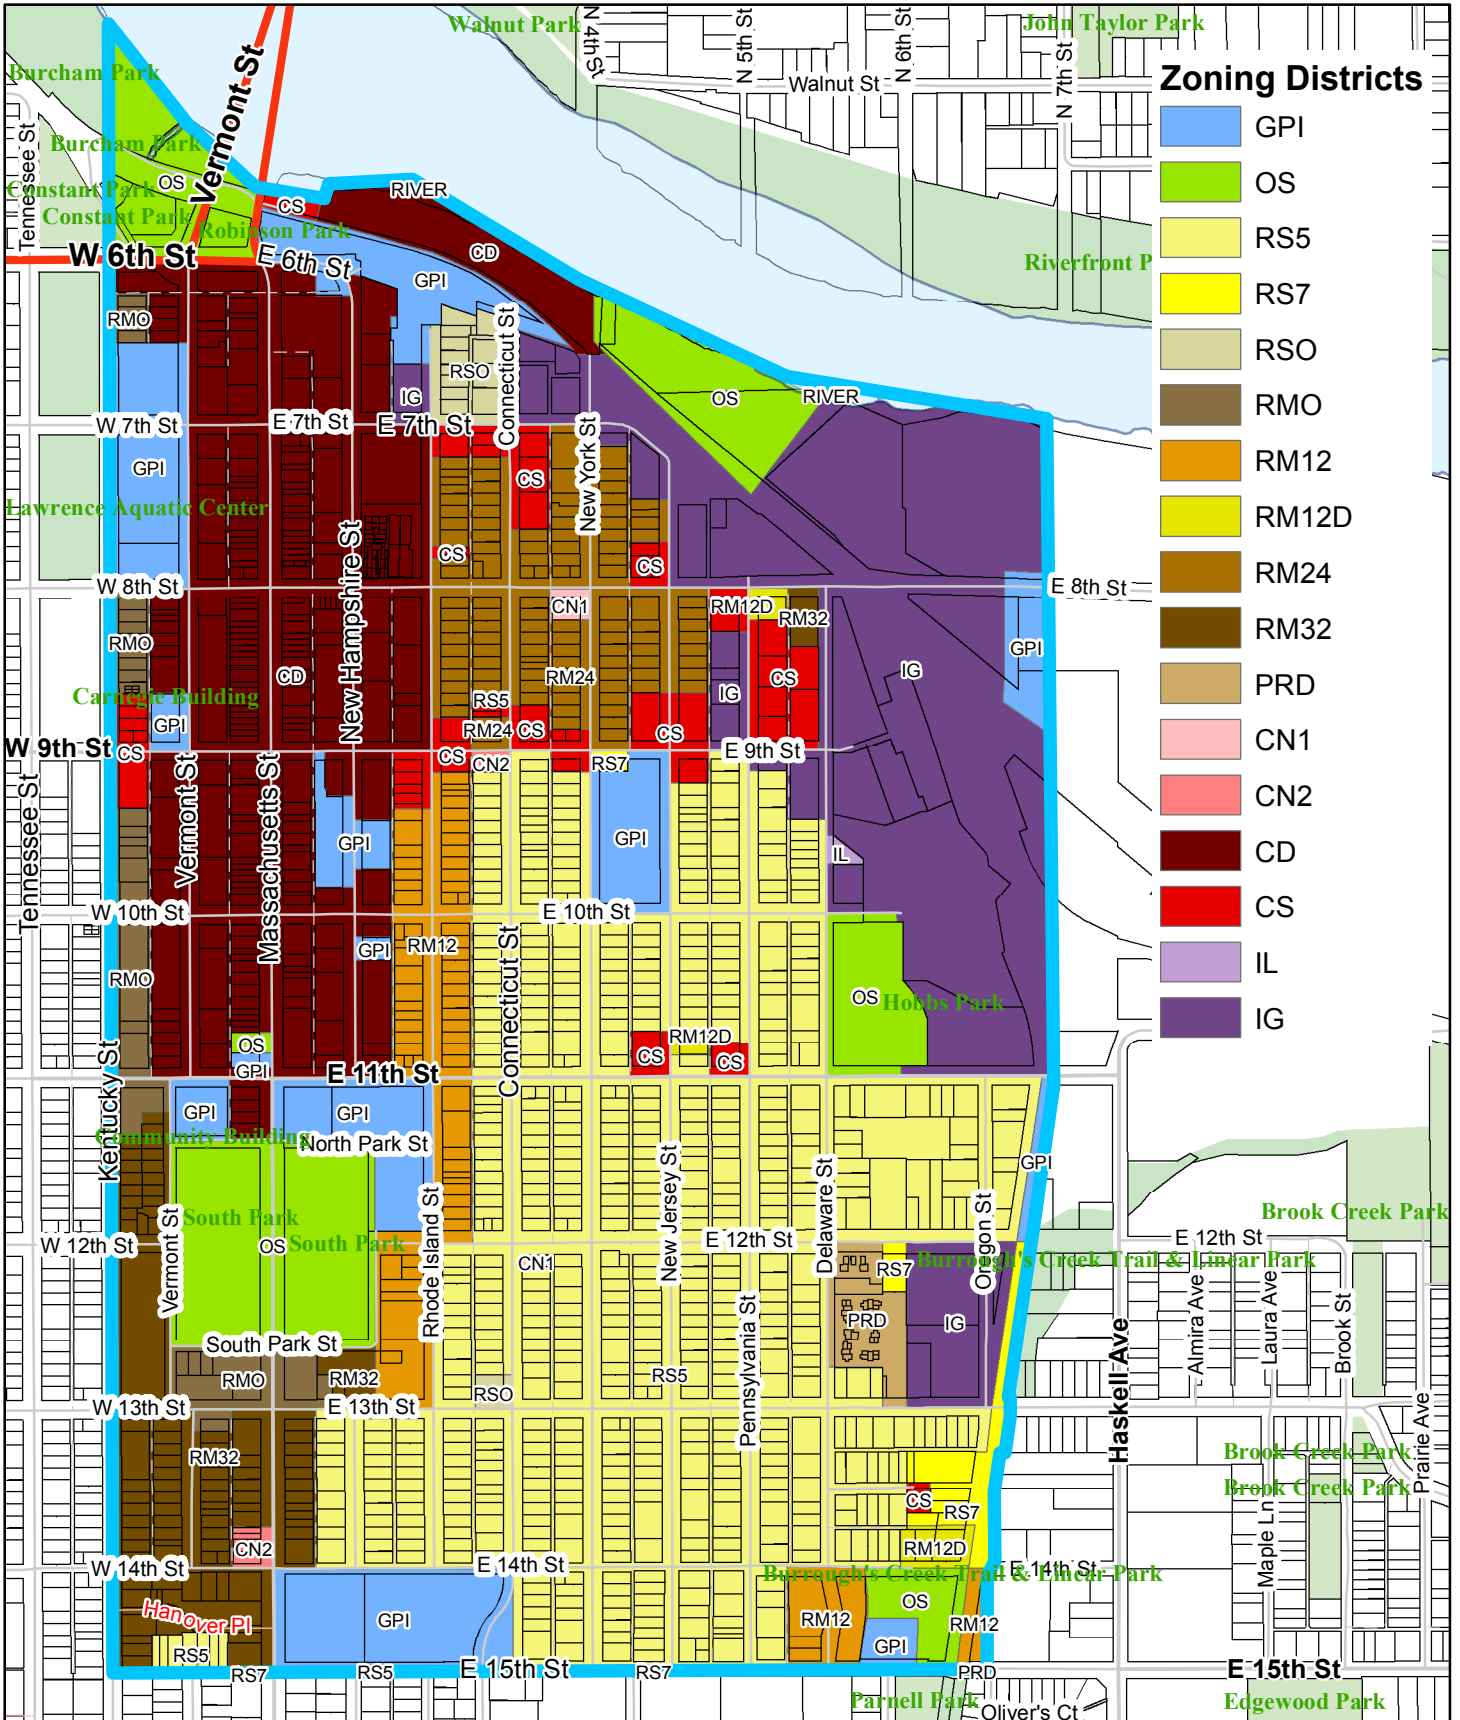 Walnut Park
N 4th St
N 5th St
N 6th St
John Taylor Park
N 7th St
Walnut St
Burcham Park
Vermont St
Tennessee St
Burcham Park
OS
Constant Park
Constant Park
Robinson Park
CS
RIVER
W 6th St
E 6th St
CD
GPI
Riverfront P
Zoning Districts
GPI
OS
RS5
RS7
RSO
RMO
RM12
RM12D
RM24
RM32
PRD
CN1
CN2
CD
CS
IL
IG
RMO
Connecticut St
RSO
IG
OS
RIVER
W 7th St
E 7th St
E 7th St
New York St
GPI
CS
Lawrence Aquatic Center
New Hampshire St
CS
CS
W 8th St
E 8th St
CN1
RM12D
RM32
RMO
GPI
CD
RM24
IG
CS
IG
Carnegie Building
RS5
GPI
RM24
CS
CS
W 9th St
CS
CS
CN2
RS7
E 9th St
Tennessee St
Vermont St
Massachusetts St
GPI
GPI
IL
W 10th St
E 10th St
GPI
RM12
Connecticut St
RMO
OS
Hobbs Park
OS
RM12D
CS
CS
Kentucky St
GPI
E 11th St
GPI
GPI
Community Building
North Park St
New Jersey St
Delaware St
GPI
Rhode Island St
Oregon St
South Park
Vermont St
OS
South Park
Brook Creek Park
W 12th St
E 12th St
E 12th St
CN1
RS7
Burrough's Creek Trail & Linear Park
Pennsylvania St
PRD
IG
Haskell Ave
Almira Ave
Laura Ave
Brook St
South Park St
RMO
RM32
RSO
RS5
W 13th St
E 13th St
Prairie Ave
RM32
Brook Creek Park
Brook Creek Park
CS
RS7
Maple Ln
CN2
RM12D
W 14th St
E 14th St
E 14th St
Burrough's Creek Trail & Linear Park
Hanover Pl
GPI
RM12
OS
RM12
RS5
GPI
RS7
RS5
E 15th St
RS7
PRD
E 15th St
Parnell Park
Oliver's Ct
Edgewood Park